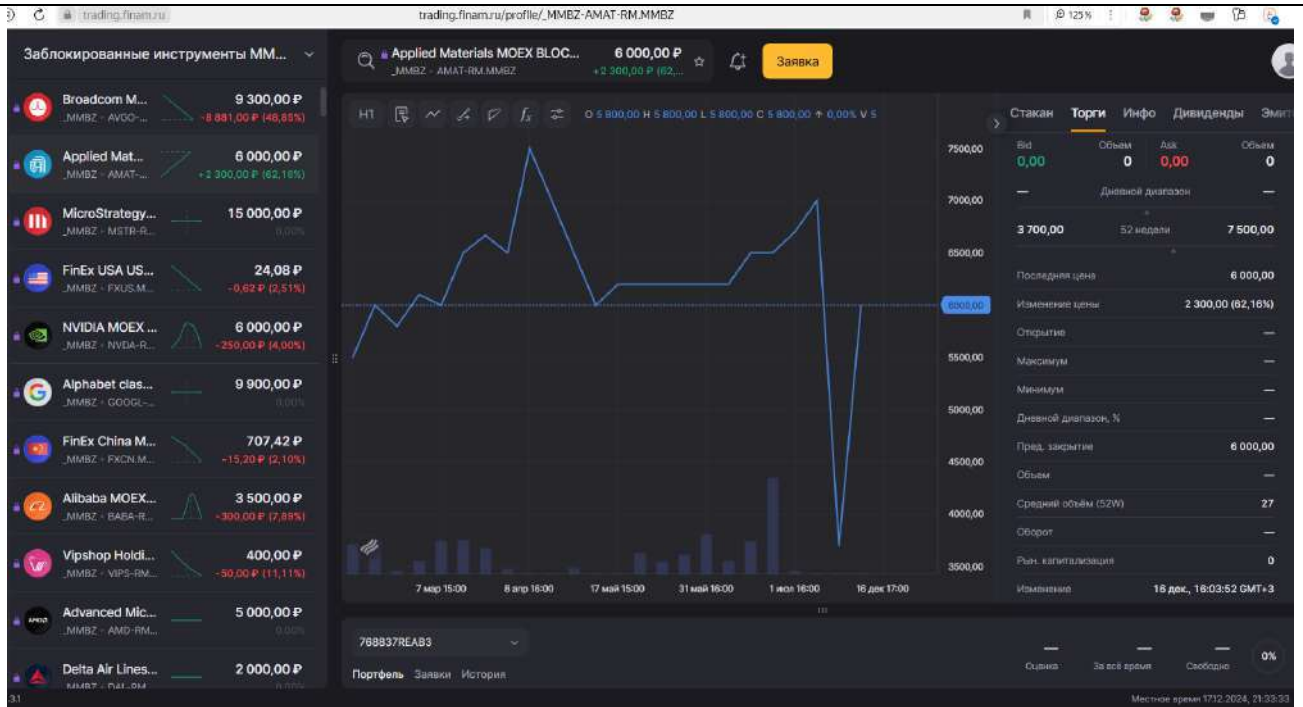 trading.finam.ru
trading.finam.ru/profile/_MMBZ-AMAT-RM.MMBZ
125%
Заблокированные инструменты ММ...
Applied Materials MOEX BLOC...
6 000,00 ₽
_MMBZ - AMAT-RM.MMBZ
+2 300,00 ₽ (62,...
Заявка
Broadcom M...
9 300,00 ₽
_MMBZ - AVGO-...
-8 881,00 ₽ (48,85%)
Applied Mat...
6 000,00 ₽
_MMBZ - AMAT-...
+2 300,00 ₽ (62,16%)
MicroStrategy...
15 000,00 ₽
_MMBZ - MSTR-R...
0,00%
FinEx USA US...
24,08 ₽
_MMBZ - FXUS.M...
-0,62 ₽ (2,51%)
NVIDIA MOEX ...
6 000,00 ₽
_MMBZ - NVDA-R...
-250,00 ₽ (4,00%)
Alphabet clas...
9 900,00 ₽
_MMBZ - GOOGL-...
0,00%
FinEx China M...
707,42 ₽
_MMBZ - FXCN.M...
-15,20 ₽ (2,10%)
Alibaba MOEX...
3 500,00 ₽
_MMBZ - BABA-R...
-300,00 ₽ (7,89%)
Vipshop Holdi...
400,00 ₽
_MMBZ - VIPS-RM...
-50,00 ₽ (11,11%)
Advanced Mic...
5 000,00 ₽
_MMBZ - AMD-RM...
0,00%
Delta Air Lines...
2 000,00 ₽
_MMBZ - DAL-RM
0,00%
H1
O 5 800,00 H 5 800,00 L 5 800,00 C 5 800,00 ↑ 0,00% V 5
7500,00
7000,00
6500,00
5500,00
5000,00
4500,00
4000,00
3500,00
7 мар 15:00
8 апр 16:00
17 май 15:00
31 май 16:00
1 июл 16:00
16 дек 17:00
Стакан Торги Инфо Дивиденды Эмит
Bid Объем Ask Объем
0,00 0 0,00 0
— Дневной диапазон —
3 700,00 52 недели 7 500,00
Последняя цена 6 000,00
Изменение цены 2 300,00 (62,16%)
Открытие —
Максимум —
Минимум —
Дневной диапазон, % —
Пред. закрытие 6 000,00
Объем —
Средний объём (52W) 27
Оборот —
Рын. капитализация 0
Изменение 16 дек., 16:03:52 GMT+3
768837REAB3
Портфель Заявки История
— — —
Оценка За всё время Свободно
0%
3.1
Местное время 17.12.2024, 21:33:33